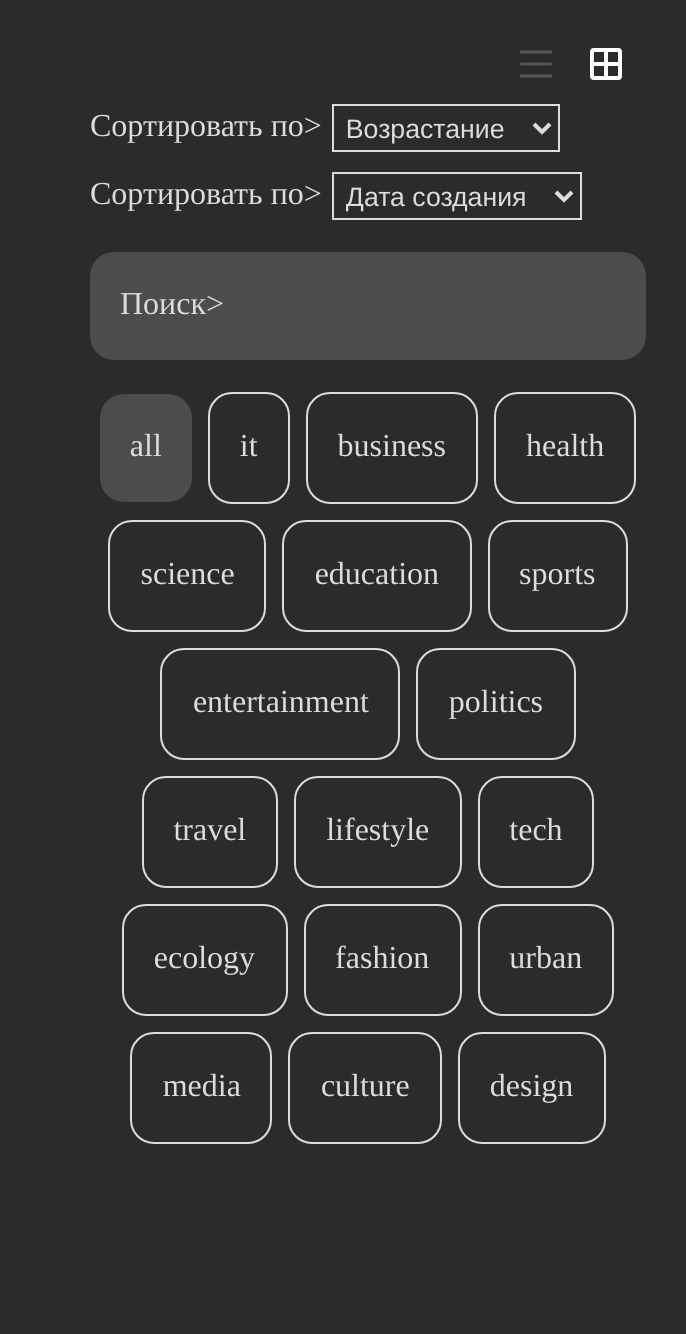 Сортировать по> Возрастание
Сортировать по> Дата создания
Поиск>
all it business health
science education sports
entertainment politics
travel lifestyle tech
ecology fashion urban
media culture design